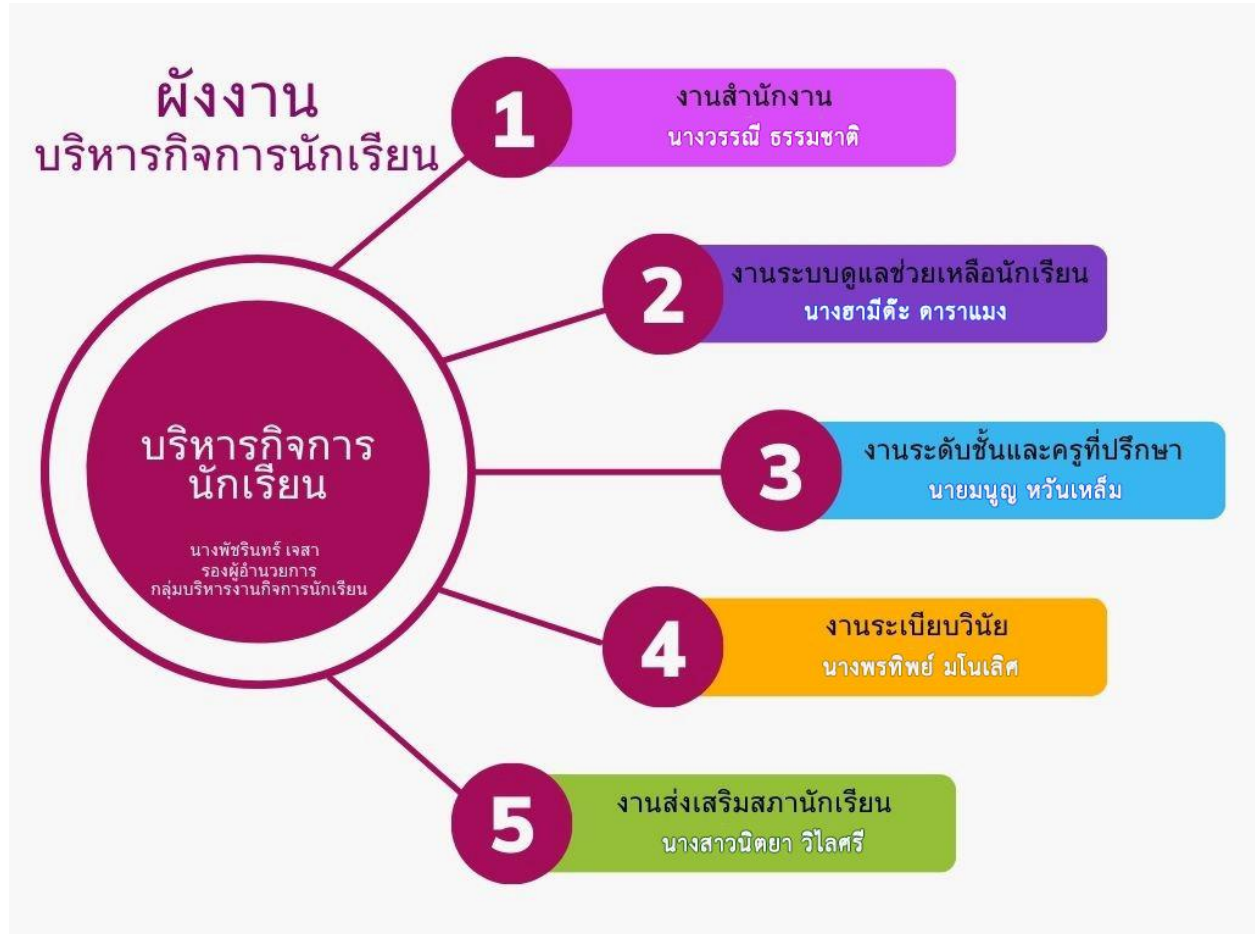 ผังงาน
บริหารกิจการนักเรียน
1
งานสำนักงาน
นางวรรณี ธรรมชาติ
2
งานระบบดูแลช่วยเหลือนักเรียน
นางฮามีด๊ะ ดาราแมง
3
งานระดับชั้นและครูที่ปรึกษา
นายมนูญ หวันเหล็ม
บริหารกิจการ
นักเรียน
นางพัชรินทร์ เจสา
รองผู้อำนวยการ
กลุ่มบริหารงานกิจการนักเรียน
4
งานระเบียบวินัย
นางพรทิพย์ มโนเลิศ
5
งานส่งเสริมสภานักเรียน
นางสาวนิตยา วิไลศรี